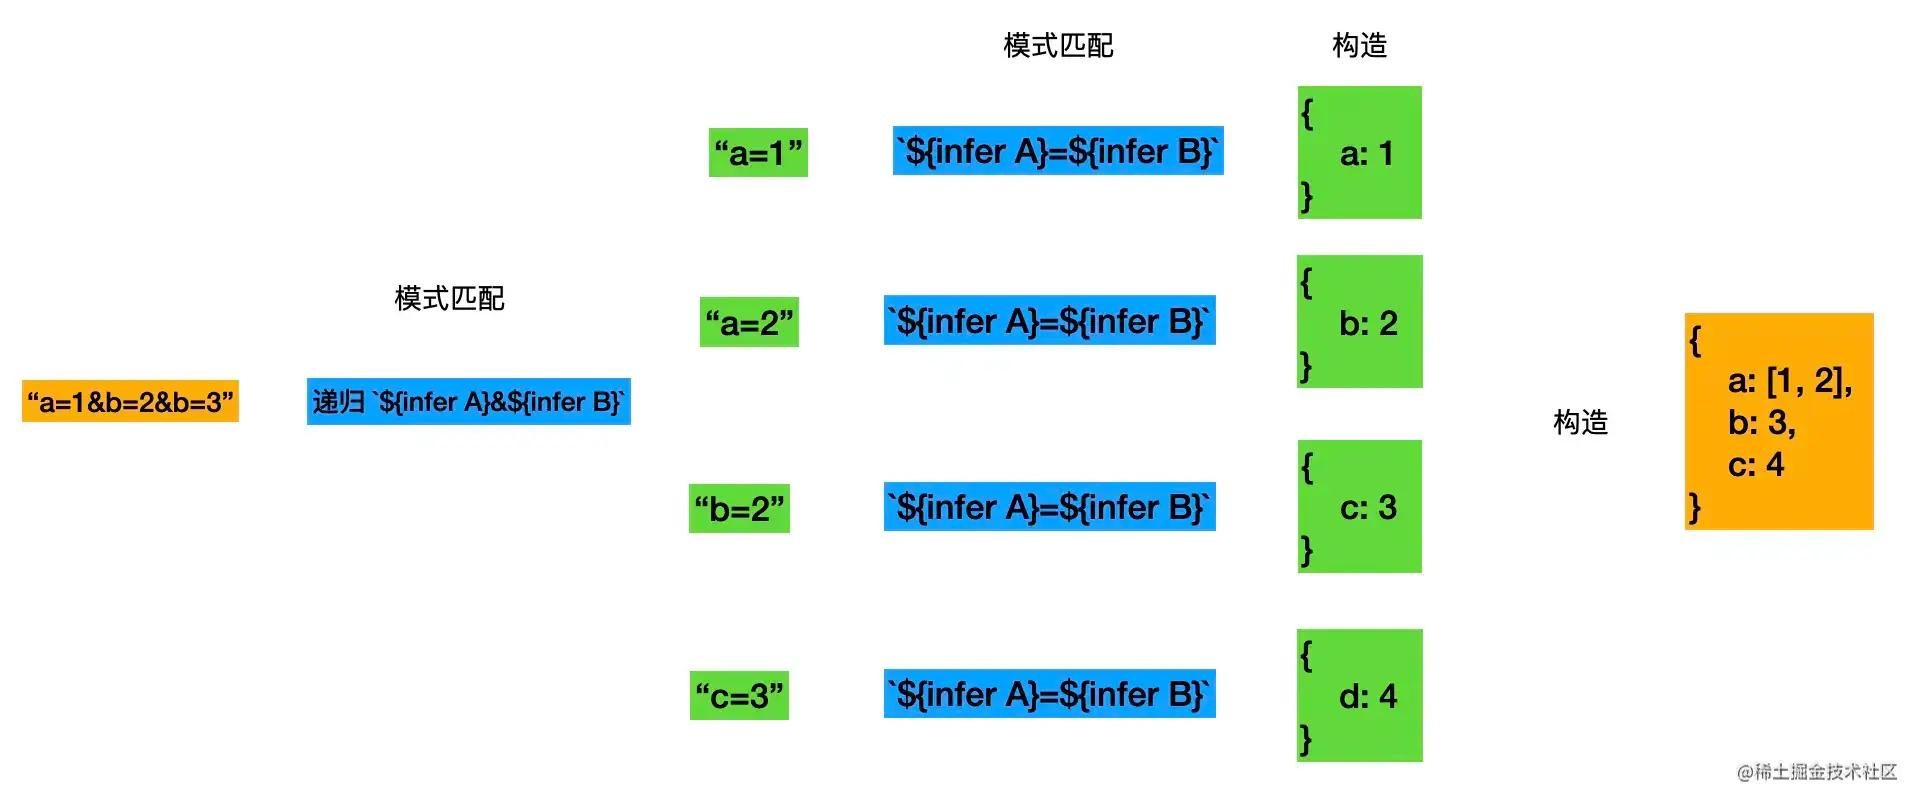 模式匹配
构造
“a=1”
`${infer A}=${infer B}`
{
a: 1
}
模式匹配
“a=2”
`${infer A}=${infer B}`
{
b: 2
}
“a=1&b=2&b=3”
递归 `${infer A}&${infer B}`
构造
{
a: [1, 2],
b: 3,
c: 4
}
“b=2”
`${infer A}=${infer B}`
{
c: 3
}
“c=3”
`${infer A}=${infer B}`
{
d: 4
}
@稀土掘金技术社区